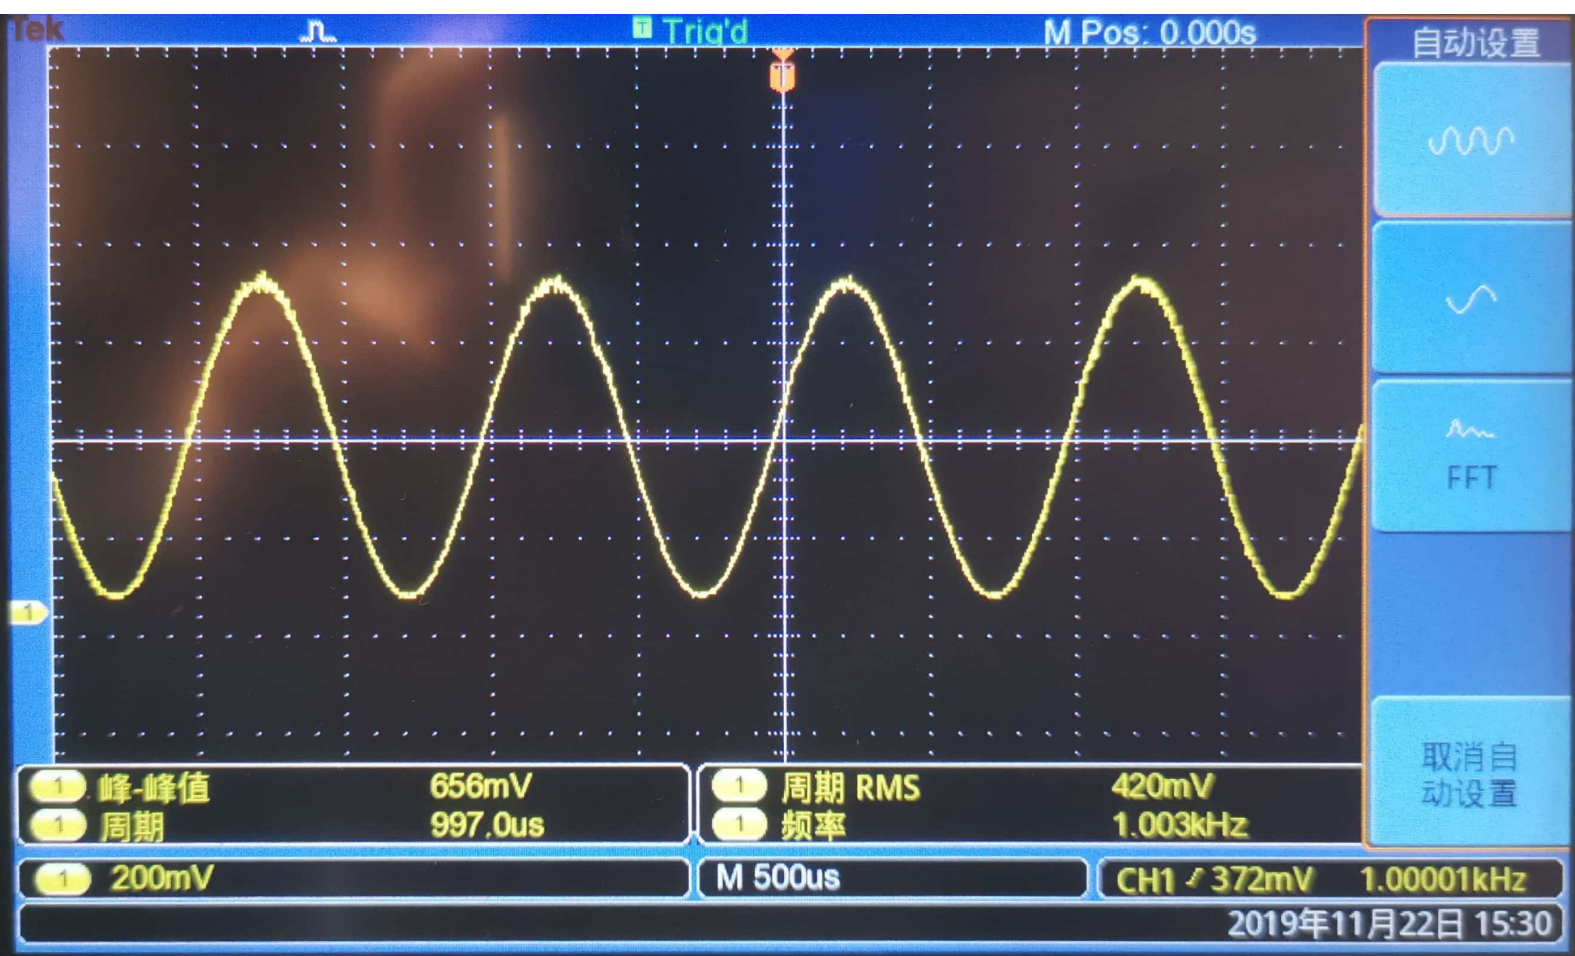 Tek
T Trig'd
M Pos: 0.000s
自动设置
T
FFT
1
取消自
动设置
1 峰-峰值 656mV
1 周期 997.0us
1 周期 RMS 420mV
1 频率 1.003kHz
1 200mV
M 500us
CH1 372mV 1.00001kHz
2019年11月22日 15:30